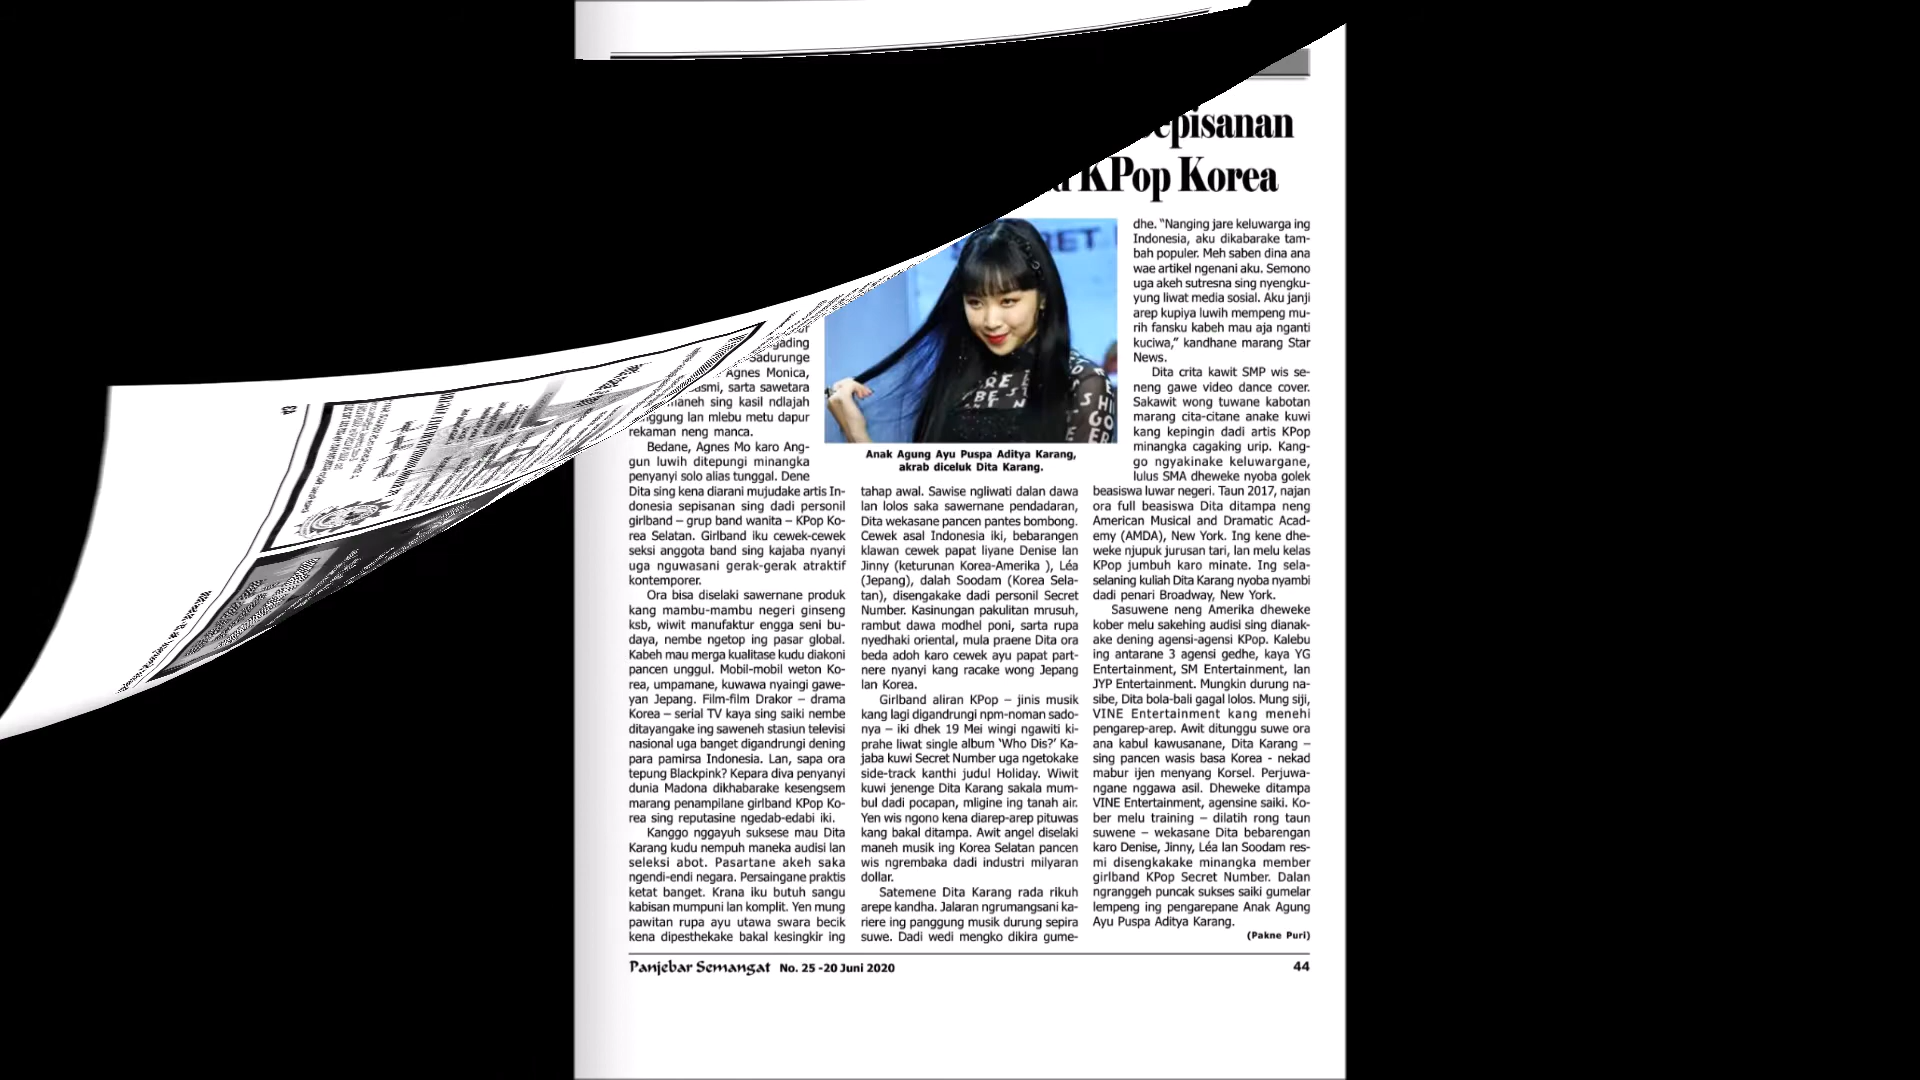 KPop Korea
gading
Sadurunge
Agnes Monica,
sarta sawetara
maneh sing kasil ndlajah
lan mlebu metu dapur
rekaman neng manca.
Bedane, Agnes Mo karo Ang-
gun luwih ditepungi minangka
penyanyi solo alias tunggal. Dene
Dita sing kena diarani mujudake artis In-
donesia sepisanan sing dadi personil
girlband – grup band wanita – KPop Ko-
rea Selatan. Girlband iku cewek-cewek
seksi anggota band sing kajaba nyanyi
uga nguwasani gerak-gerak atraktif
kontemporer.
Ora bisa diselaki sawernane produk
kang mambu-mambu negeri ginseng
ksb, wiwit manufaktur engga seni bu-
daya, nembe ngetop ing pasar global.
Kabeh mau merga kualitase kudu diakoni
pancen unggul. Mobil-mobil weton Ko-
rea, umpamane, kuwawa nyaingi gawe-
yan Jepang. Film-film Drakor – drama
Korea – serial TV kaya sing saiki nembe
ditayangake ing saweneh stasiun televisi
nasional uga banget digandrungi dening
para pamirsa Indonesia. Lan, sapa ora
tepung Blackpink? Kepara diva penyanyi
dunia Madona dikhabarake kesengsem
marang penampilane girlband KPop Ko-
rea sing reputasine ngedab-edabi iki.
Kanggo nggayuh suksese mau Dita
Karang kudu nempuh maneka audisi lan
seleksi abot. Pasartane akeh saka
ngendi-endi negara. Persaingane praktis
ketat banget. Krana iku butuh sangu
kabisan mumpuni lan komplit. Yen mung
pawitan rupa ayu utawa swara becik
kena dipesthekake bakal kesingkir ing
Anak Agung Ayu Puspa Aditya Karang,
akrab diceluk Dita Karang.
tahap awal. Sawise ngliwati dalan dawa
lan lolos saka sawernane pendadaran,
Dita wekasane pancen pantes bombong.
Cewek asal Indonesia iki, bebarangen
klawan cewek papat liyane Denise lan
Jinny (keturunan Korea-Amerika ), Léa
(Jepang), dalah Soodam (Korea Sela-
tan), disengakake dadi personil Secret
Number. Kasinungan pakulitan mrusuh,
rambut dawa modhel poni, sarta rupa
nyedhaki oriental, mula praene Dita ora
beda adoh karo cewek ayu papat part-
nere nyanyi kang racake wong Jepang
lan Korea.
Girlband aliran KPop – jinis musik
kang lagi digandrungi npm-noman sado-
nya – iki dhek 19 Mei wingi ngawiti ki-
prahe liwat single album ‘Who Dis?’ Ka-
jaba kuwi Secret Number uga ngetokake
side-track kanthi judul Holiday. Wiwit
kuwi jenenge Dita Karang sakala mum-
bul dadi pocapan, mligine ing tanah air.
Yen wis ngono kena diarep-arep pituwas
kang bakal ditampa. Awit angel diselaki
maneh musik ing Korea Selatan pancen
wis ngrembaka dadi industri milyaran
dollar.
Satemene Dita Karang rada rikuh
arepe kandha. Jalaran ngrumangsani ka-
riere ing panggung musik durung sepira
suwe. Dadi wedi mengko dikira gume-
dhe. “Nanging jare keluwarga ing
Indonesia, aku dikabarake tam-
bah populer. Meh saben dina ana
wae artikel ngenani aku. Semono
uga akeh sutresna sing nyengku-
yung liwat media sosial. Aku janji
arep kupiya luwih mempeng mu-
rih fansku kabeh mau aja nganti
kuciwa,” kandhane marang Star
News.
Dita crita kawit SMP wis se-
neng gawe video dance cover.
Sakawit wong tuwane kabotan
marang cita-citane anake kuwi
kang kepingin dadi artis KPop
minangka cagaking urip. Kang-
go ngyakinake keluwargane,
lulus SMA dheweke nyoba golek
beasiswa luwar negeri. Taun 2017, najan
ora full beasiswa Dita ditampa neng
American Musical and Dramatic Acad-
emy (AMDA), New York. Ing kene dhe-
weke njupuk jurusan tari, lan melu kelas
KPop jumbuh karo minate. Ing sela-
selaning kuliah Dita Karang nyoba nyambi
dadi penari Broadway, New York.
Sasuwene neng Amerika dheweke
kober melu sakehing audisi sing dianak-
ake dening agensi-agensi KPop. Kalebu
ing antarane 3 agensi gedhe, kaya YG
Entertainment, SM Entertainment, lan
JYP Entertainment. Mungkin durung na-
sibe, Dita bola-bali gagal lolos. Mung siji,
VINE Entertainment kang menehi
pengarep-arep. Awit ditunggu suwe ora
ana kabul kawusanane, Dita Karang –
sing pancen wasis basa Korea - nekad
mabur ijen menyang Korsel. Perjuwa-
ngane nggawa asil. Dheweke ditampa
VINE Entertainment, agensine saiki. Ko-
ber melu training – dilatih rong taun
suwene – wekasane Dita bebarengan
karo Denise, Jinny, Léa lan Soodam res-
mi disengkakake minangka member
girlband KPop Secret Number. Dalan
ngranggeh puncak sukses saiki gumelar
lempeng ing pengarepane Anak Agung
Ayu Puspa Aditya Karang.
(Pakne Puri)
Panjebar Semangat No. 25 -20 Juni 2020
44